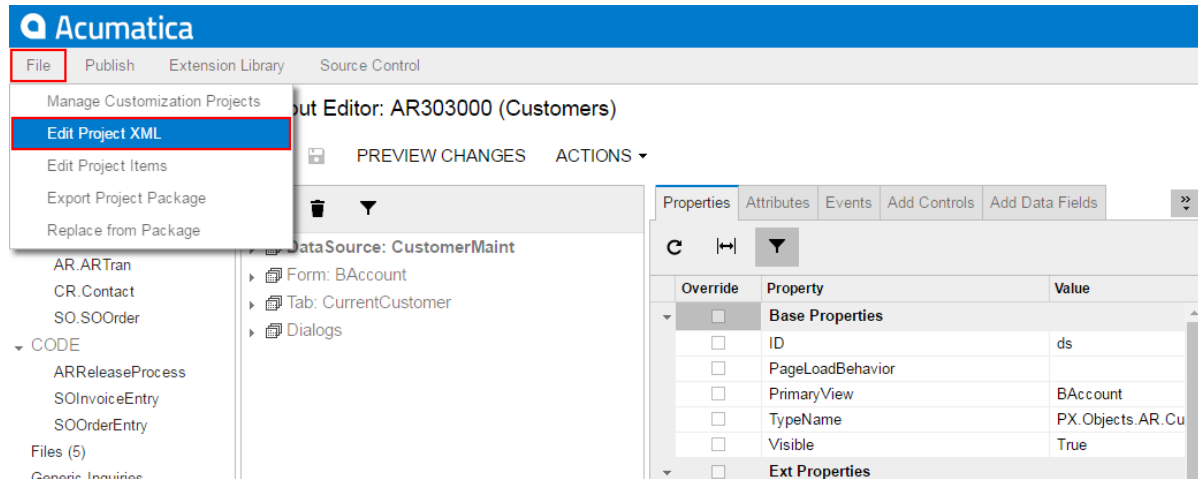 Acumatica
File Publish Extension Library Source Control
Manage Customization Projects
Edit Project XML
Edit Project Items
Export Project Package
Replace from Package
out Editor: AR303000 (Customers)
PREVIEW CHANGES ACTIONS
AR.ARTran
CR.Contact
SO.SOOrder
CODE
ARReleaseProcess
SOInvoiceEntry
SOOrderEntry
Files (5)
Generic Inquiries
DataSource: CustomerMaint
Form: BAccount
Tab: CurrentCustomer
Dialogs
Properties Attributes Events Add Controls Add Data Fields
Override Property Value
Base Properties
ID ds
PageLoadBehavior
PrimaryView BAccount
TypeName PX.Objects.AR.Cu
Visible True
Ext Properties